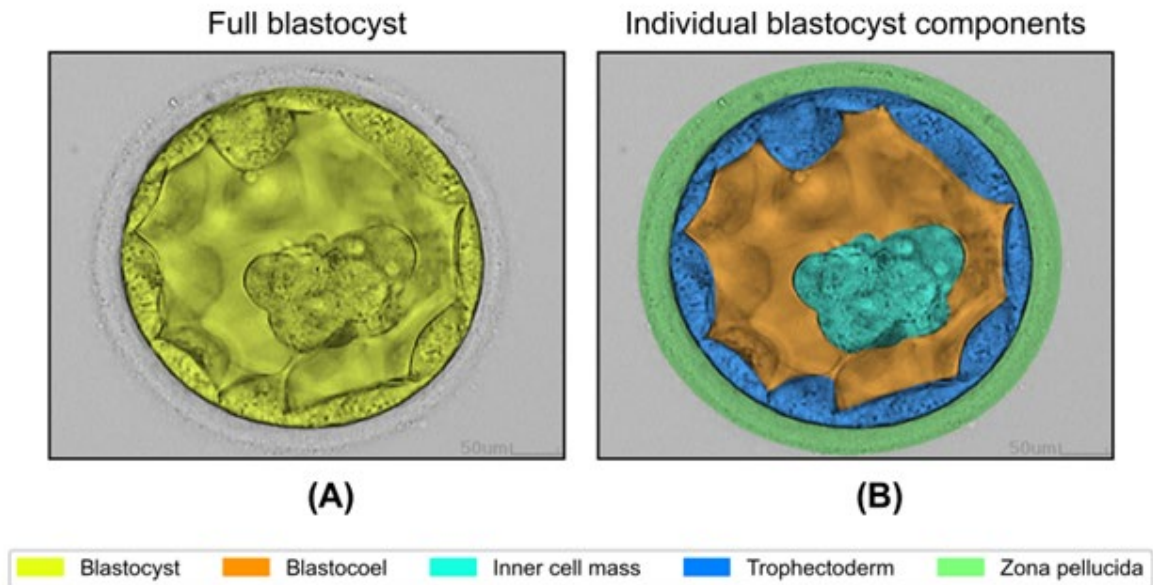 Full blastocyst
Individual blastocyst components
50um
50um
(A)
(B)
Blastocyst
Blastocoel
Inner cell mass
Trophectoderm
Zona pellucida